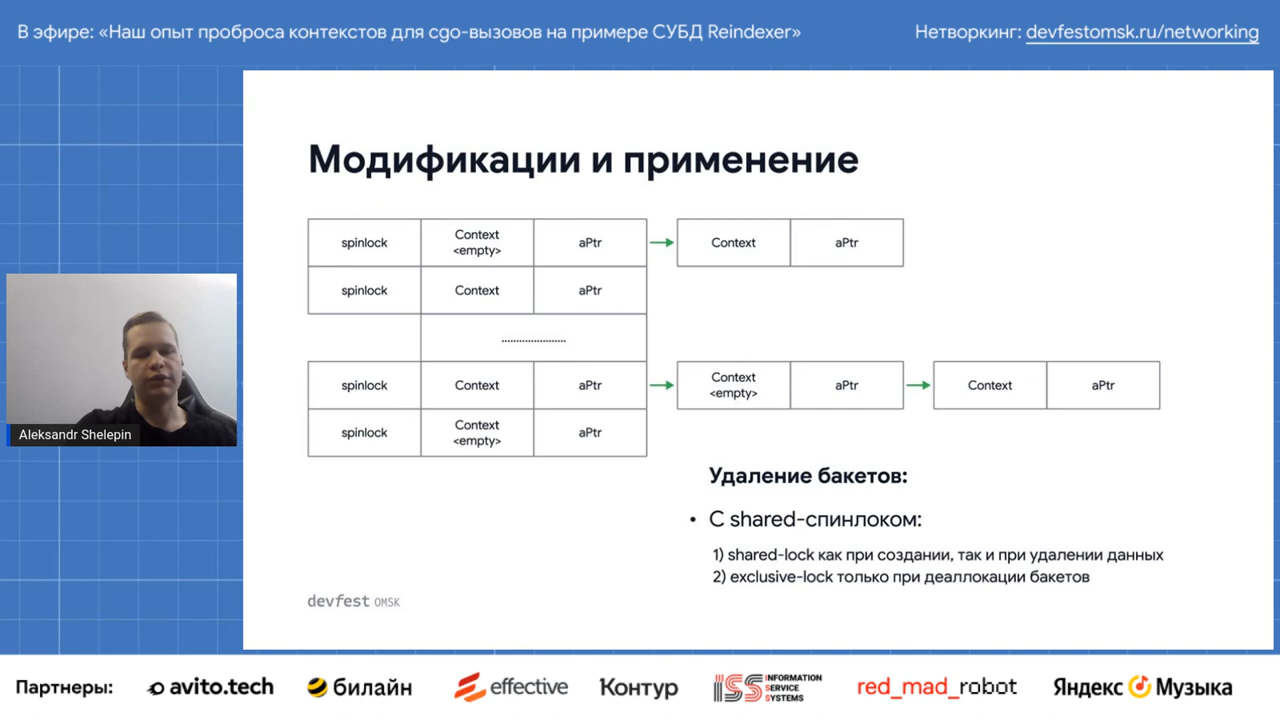 В эфире: «Наш опыт проброса контекстов для cgo-вызовов на примере СУБД Reindexer»
Нетворкинг: devfestomsk.ru/networking
Модификации и применение
spinlock
Context
<empty>
aPtr
Context
aPtr
spinlock
Context
aPtr
......................
spinlock
Context
aPtr
Context
<empty>
aPtr
Context
aPtr
spinlock
Context
<empty>
aPtr
Aleksandr Shelepin
Удаление бакетов:
• С shared-спинлоком:
1) shared-lock как при создании, так и при удалении данных
2) exclusive-lock только при деаллокации бакетов
devfest OMSK
Партнеры:
avito.tech
билайн
effective
Контур
ISS INFORMATION
SERVICE
SYSTEMS
red_mad_robot
Яндекс Музыка